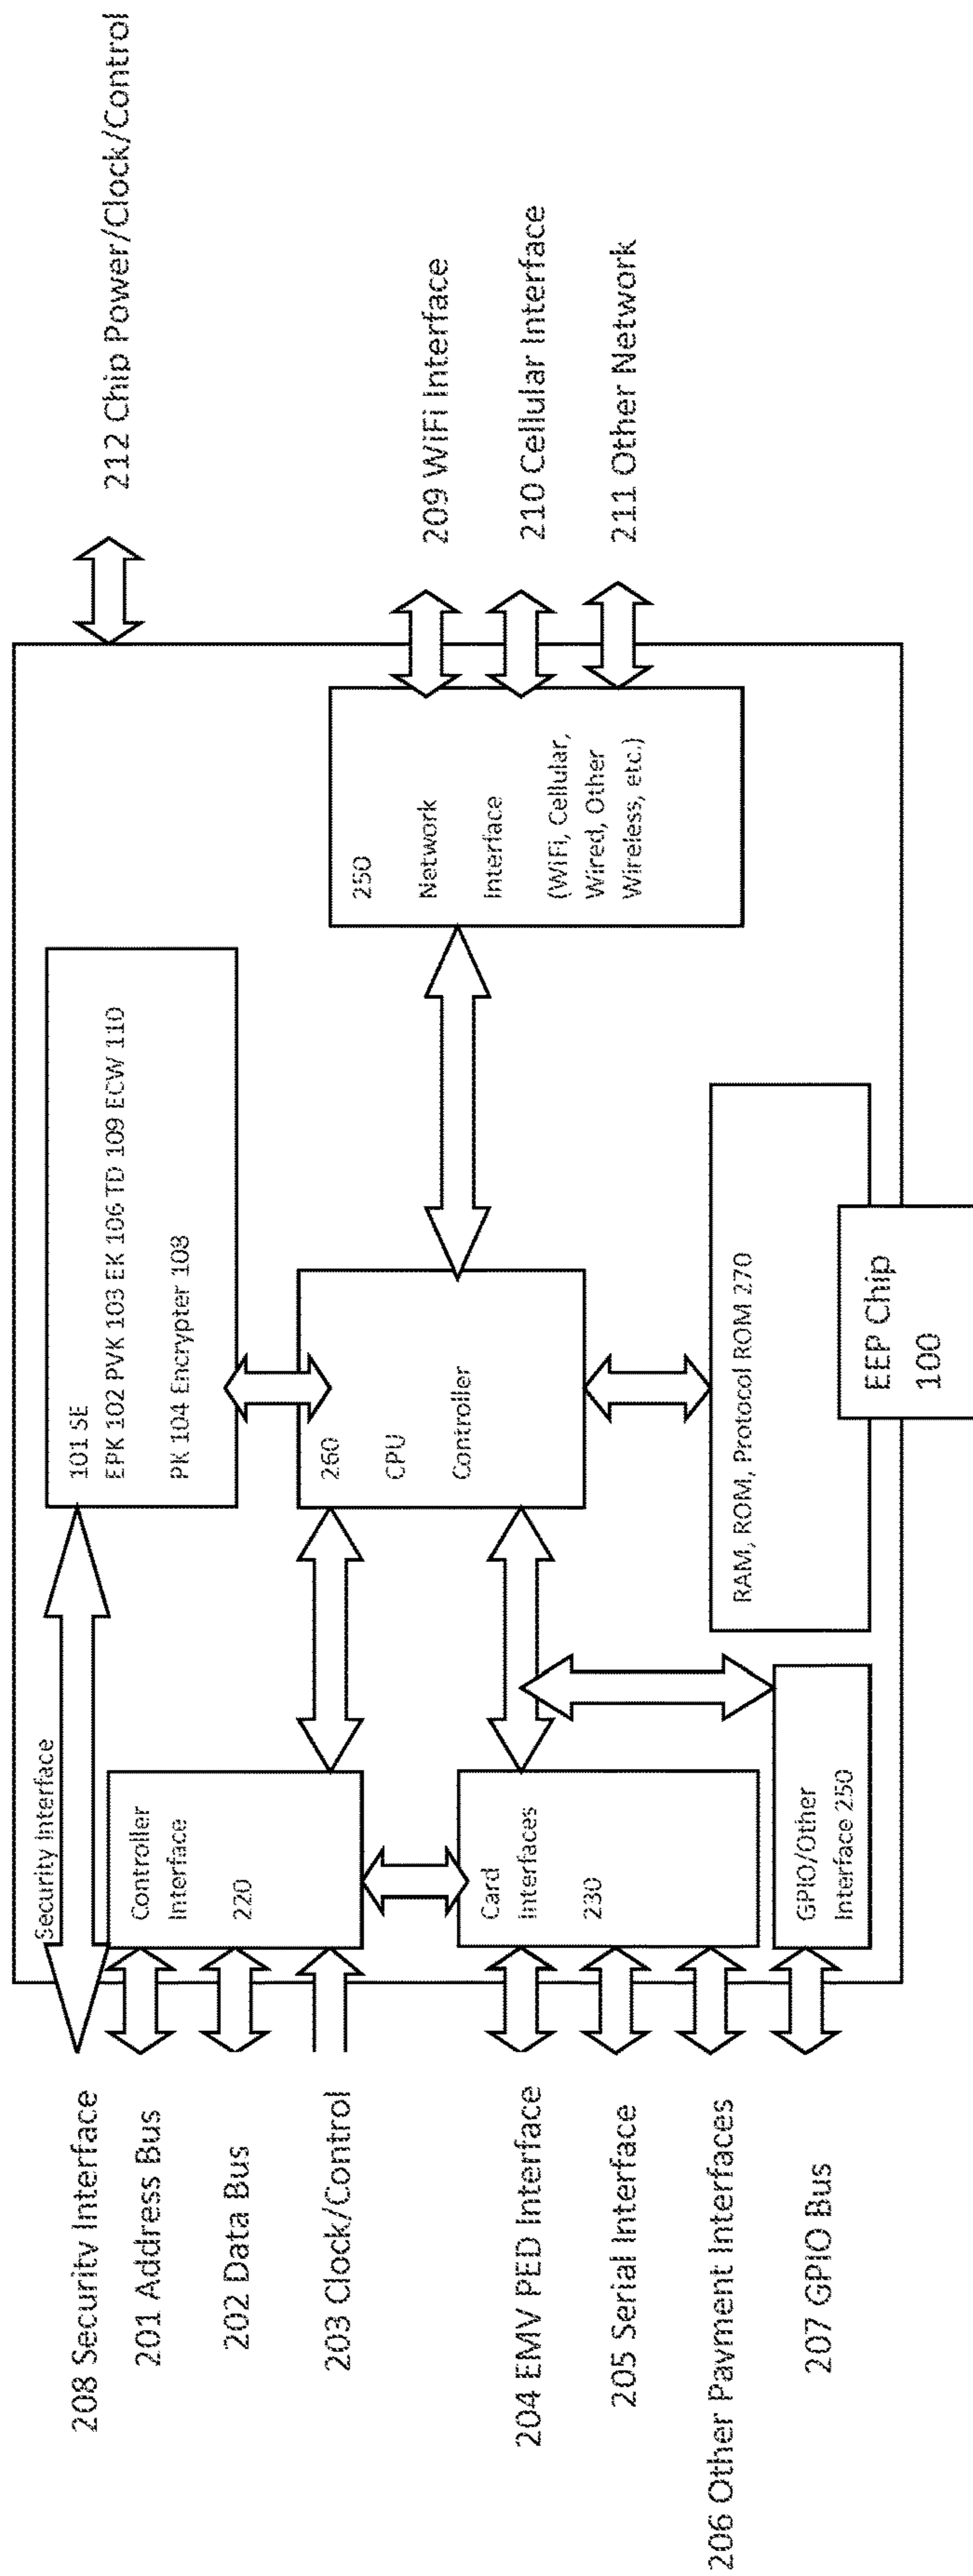 208 Security Interface
201 Address Bus
202 Data Bus
203 Clock/Control
204 EMV PED Interface
205 Serial Interface
206 Other Payment Interfaces
207 GPIO Bus
Security Interface
Controller
Interface
220
Card
Interfaces
230
GPIO/Other
Interface 250
101 SE
EPK 102 PVK 103 EK 106 TD 109 ECW 110
PK 104 Encrypter 108
260
CPU
Controller
RAM, ROM, Protocol ROM 270
EEP Chip
100
250
Network
Interface
(WiFi, Cellular,
Wired, Other
Wireless, etc.)
212 Chip Power/Clock/Control
209 WiFi Interface
210 Cellular Interface
211 Other Network